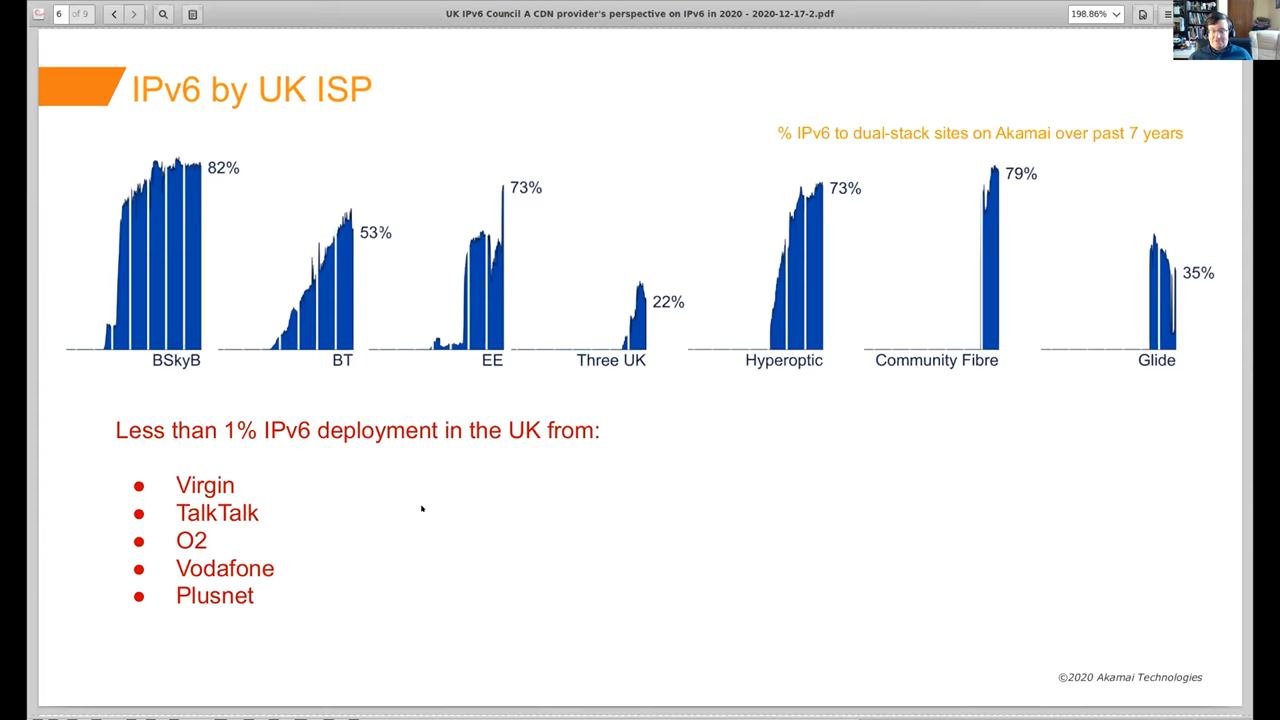 6 of 9
UK IPv6 Council A CDN provider's perspective on IPv6 in 2020 - 2020-12-17-2.pdf
198.86%
IPv6 by UK ISP
% IPv6 to dual-stack sites on Akamai over past 7 years
82%
53%
73%
22%
73%
79%
35%
BSkyB
BT
EE
Three UK
Hyperoptic
Community Fibre
Glide
Less than 1% IPv6 deployment in the UK from:
● Virgin
● TalkTalk
● O2
● Vodafone
● Plusnet
©2020 Akamai Technologies